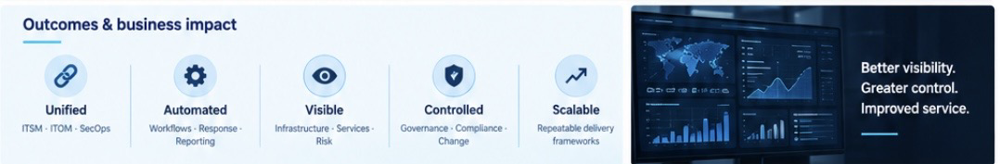 Outcomes & business impact
Unified
ITSM · ITOM · SecOps
Automated
Workflows · Response ·
Reporting
Visible
Infrastructure · Services ·
Risk
Controlled
Governance · Compliance ·
Change
Scalable
Repeatable delivery
frameworks
Better visibility.
Greater control.
Improved service.